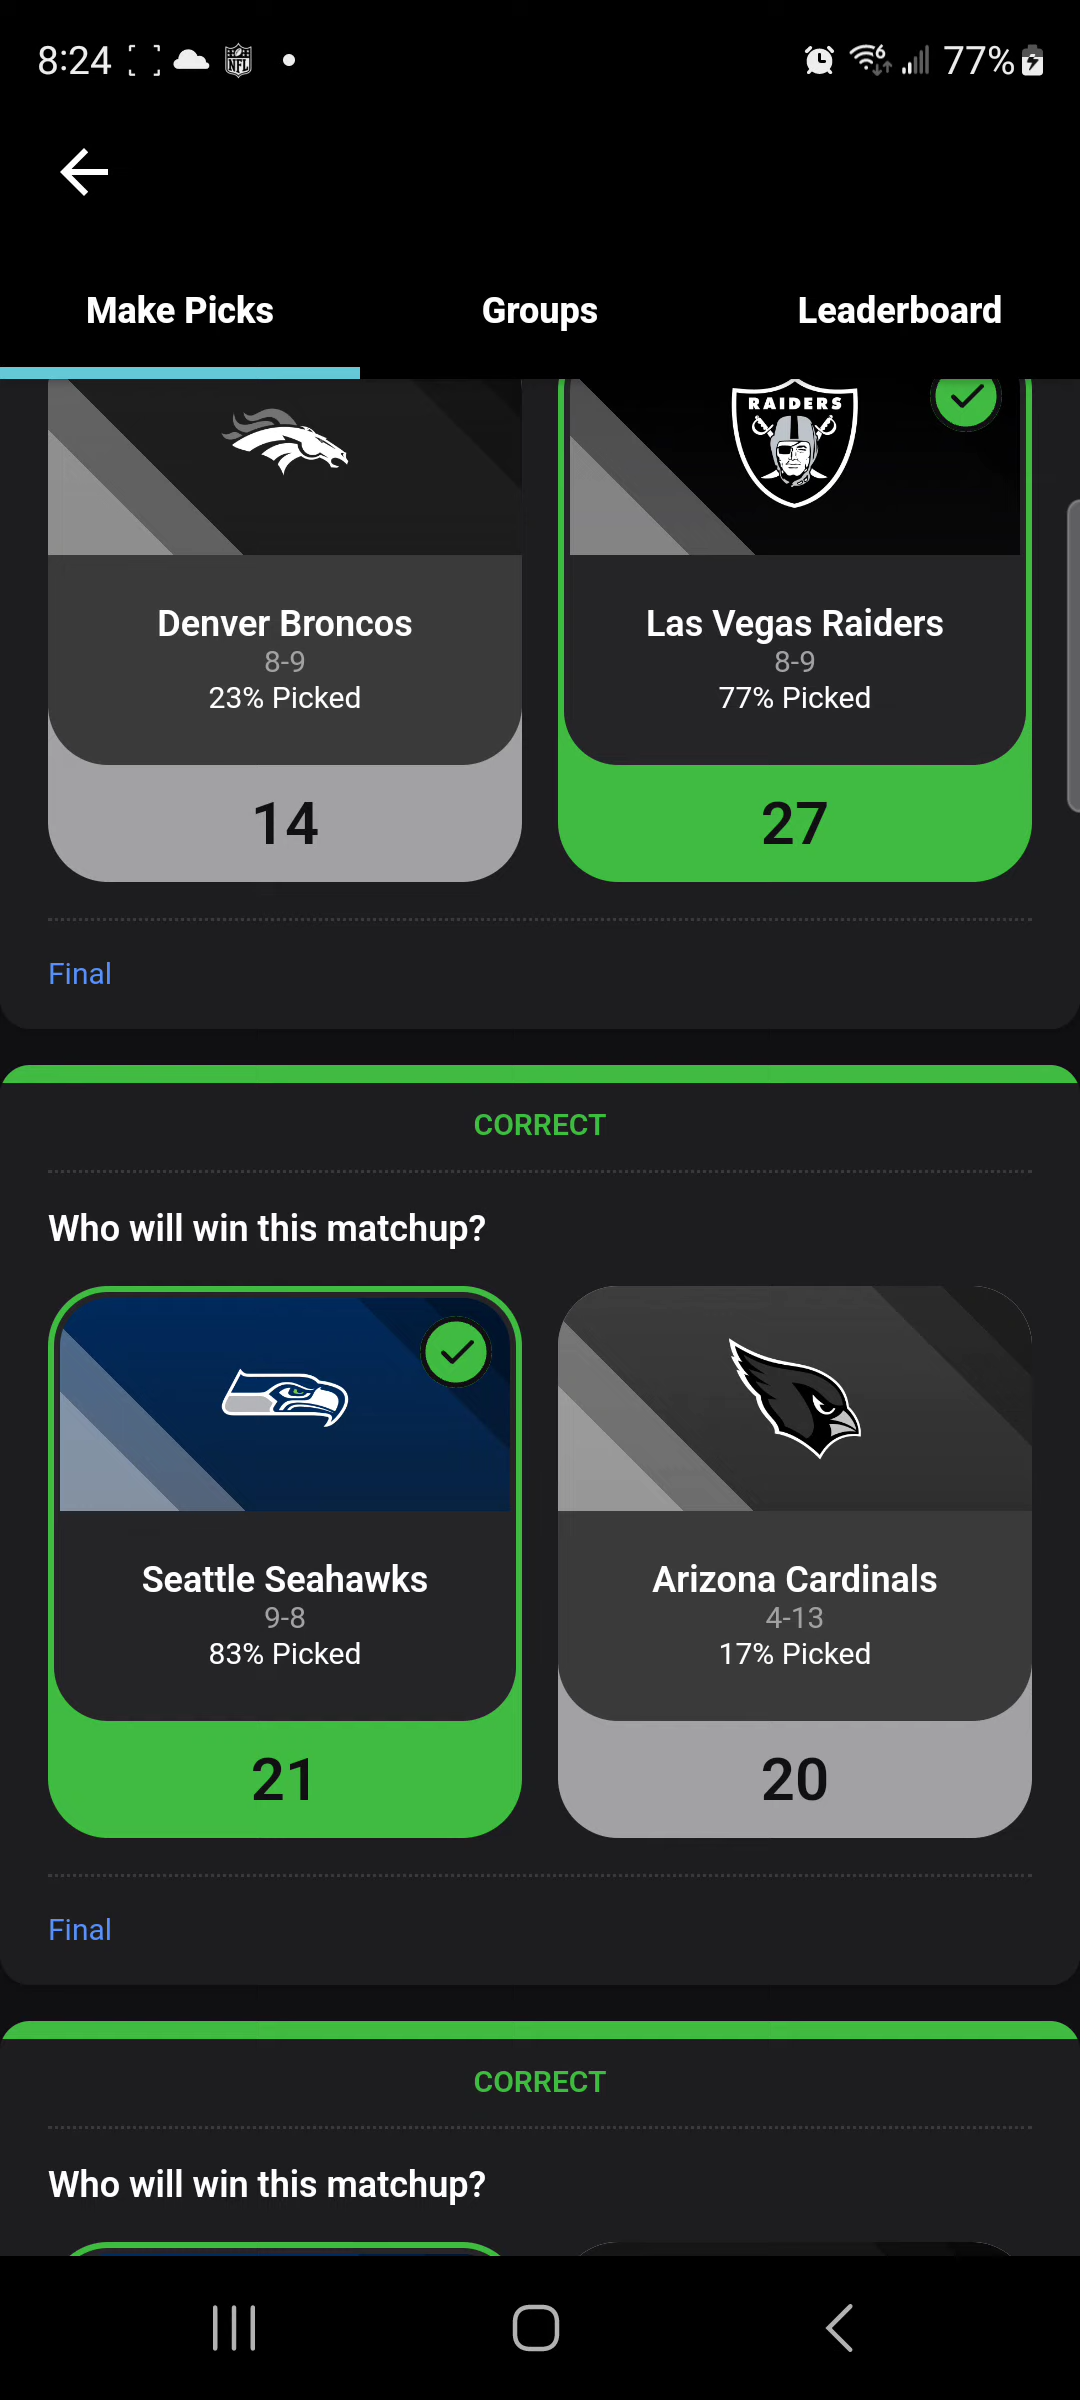 8:24
NFL
6
77%
Make Picks
Groups
Leaderboard
RAIDERS
Denver Broncos
8-9
23% Picked
14
Las Vegas Raiders
8-9
77% Picked
27
Final
CORRECT
Who will win this matchup?
Seattle Seahawks
9-8
83% Picked
21
Arizona Cardinals
4-13
17% Picked
20
Final
CORRECT
Who will win this matchup?